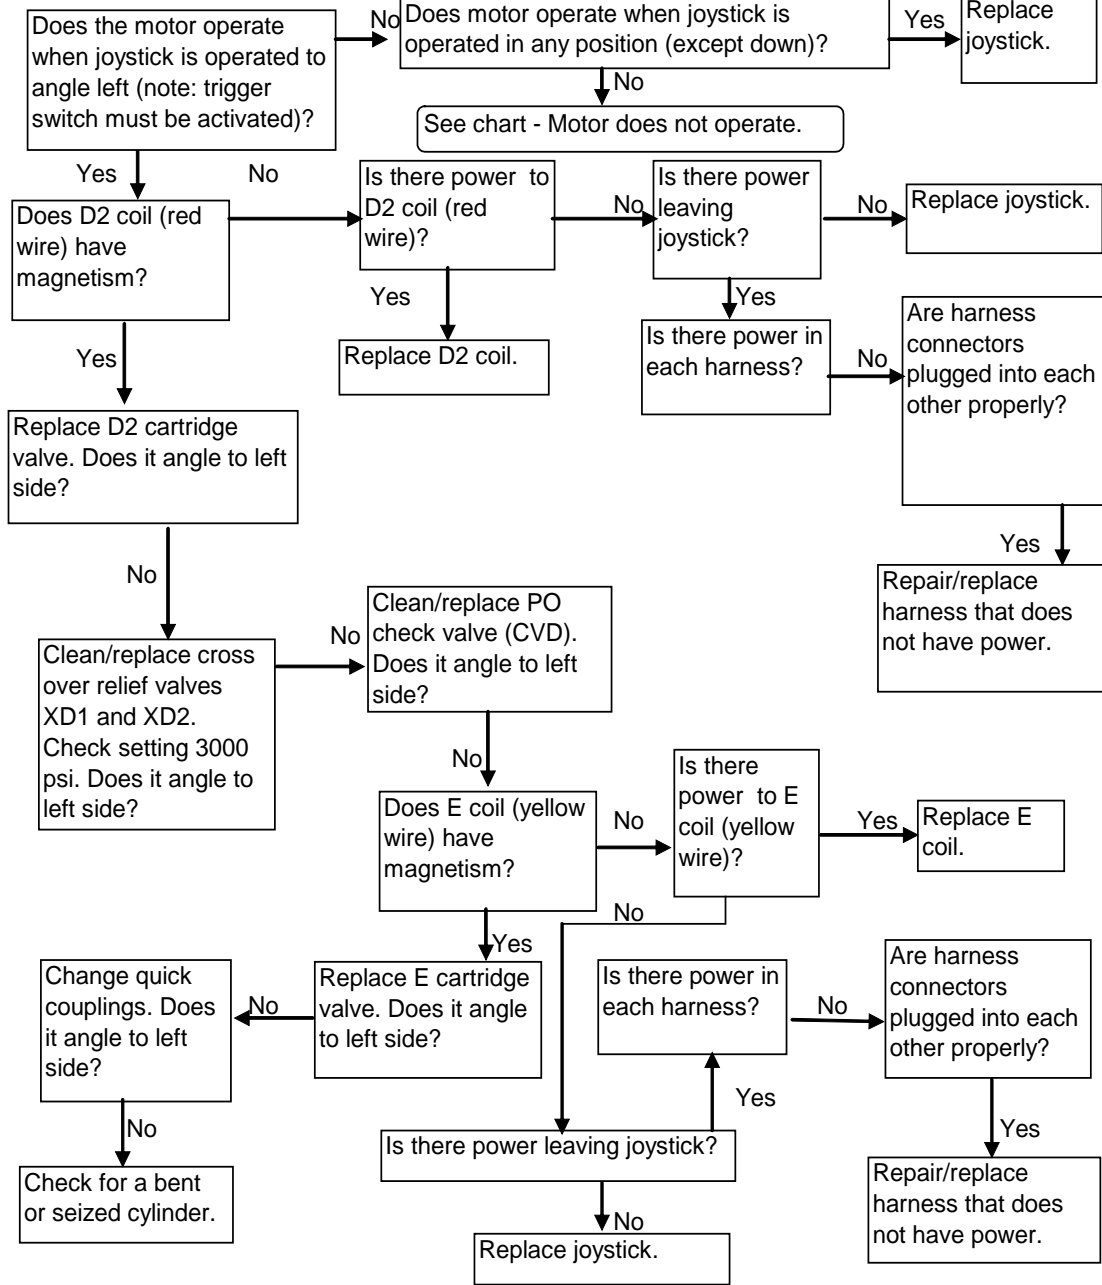 Does the motor operate
when joystick is operated to
angle left (note: trigger
switch must be activated)?
No
Does motor operate when joystick is
operated in any position (except down)?
Yes
Replace
joystick.
No
See chart - Motor does not operate.
Yes
No
Does D2 coil (red
wire) have
magnetism?
Is there power to
D2 coil (red
wire)?
No
Is there power
leaving
joystick?
No
Replace joystick.
Yes
Yes
Yes
Replace D2 coil.
Is there power in
each harness?
No
Are harness
connectors
plugged into each
other properly?
Replace D2 cartridge
valve. Does it angle to left
side?
Yes
Repair/replace
harness that does
not have power.
No
Clean/replace cross
over relief valves
XD1 and XD2.
Check setting 3000
psi. Does it angle to
left side?
No
Clean/replace PO
check valve (CVD).
Does it angle to left
side?
No
Does E coil (yellow
wire) have
magnetism?
No
Is there
power to E
coil (yellow
wire)?
Yes
Replace E
coil.
No
Yes
Change quick
couplings. Does
it angle to left
side?
No
Replace E cartridge
valve. Does it angle
to left side?
Is there power in
each harness?
No
Are harness
connectors
plugged into each
other properly?
Yes
No
Is there power leaving joystick?
Yes
Check for a bent
or seized cylinder.
No
Replace joystick.
Repair/replace
harness that does
not have power.